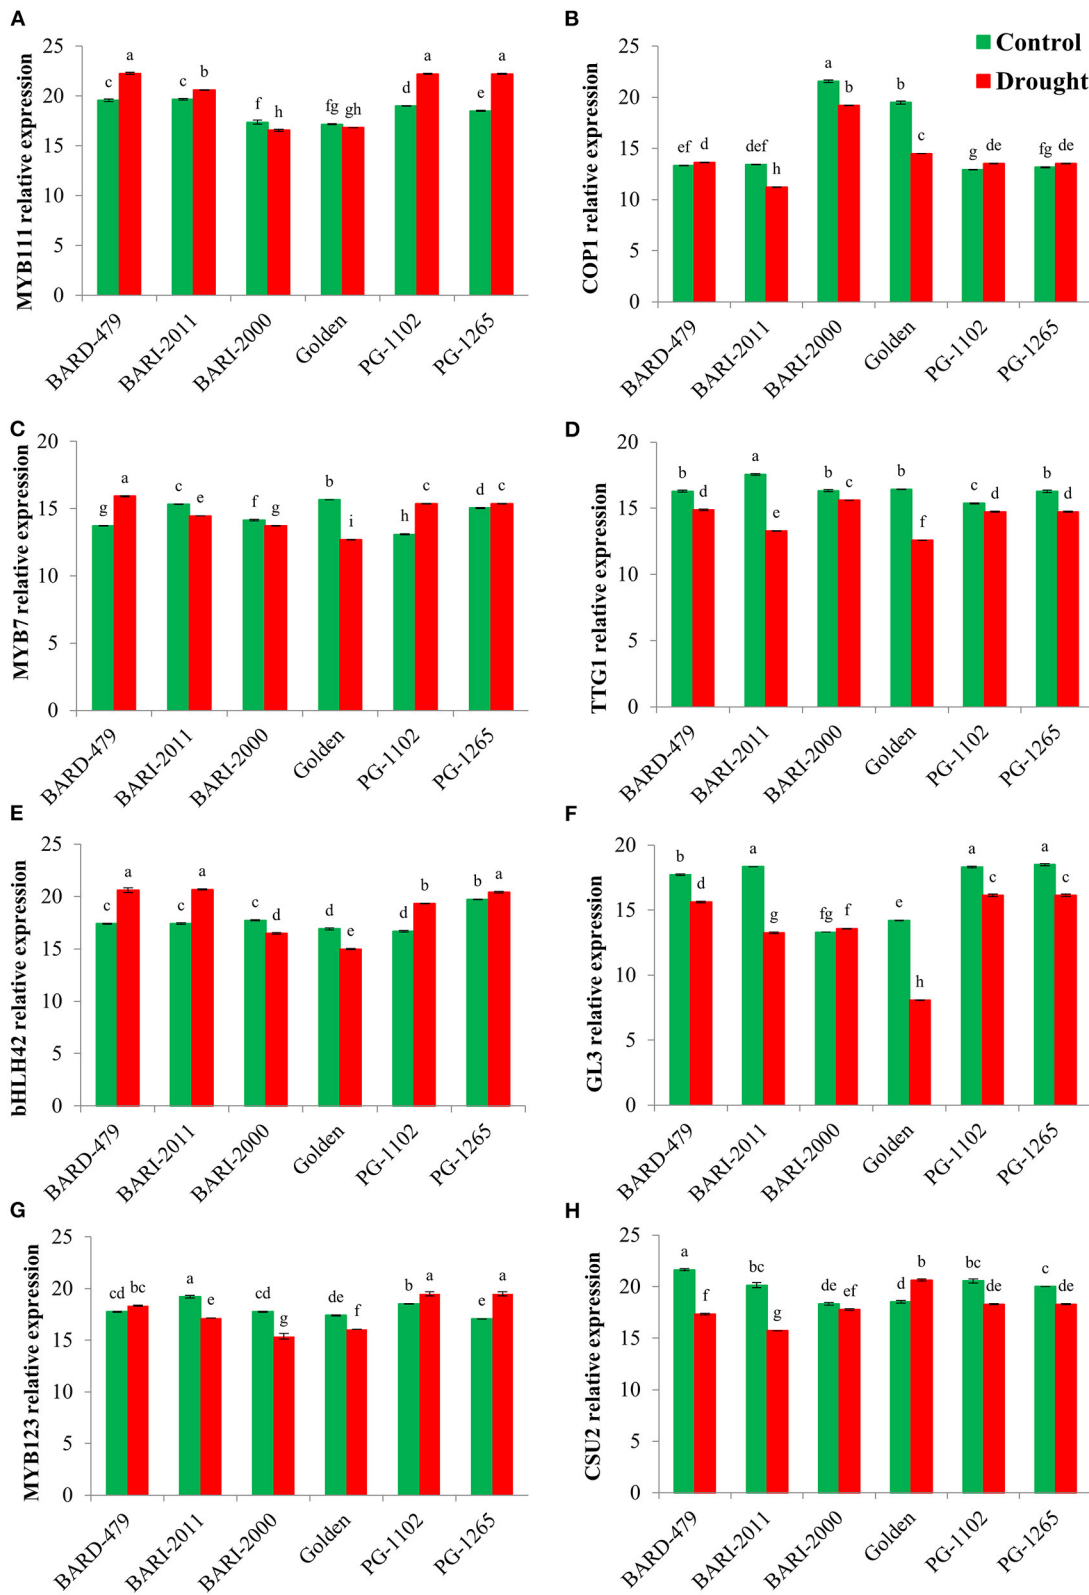 A
MYB111 relative expression
25
20
15
10
5
0
c a c b f h fg gh d a e a
BARD-479 BARI-2011 BARI-2000 Golden PG-1102 PG-1265
B
Control
Drought
COP1 relative expression
25
20
15
10
5
0
ef d def h a b b c g de fg de
BARD-479 BARI-2011 BARI-2000 Golden PG-1102 PG-1265
C
MYB7 relative expression
20
15
10
5
0
g a c e f g b i h c d c
BARD-479 BARI-2011 BARI-2000 Golden PG-1102 PG-1265
D
TTG1 relative expression
20
15
10
5
0
b d a e b c b f c d b d
BARD-479 BARI-2011 BARI-2000 Golden PG-1102 PG-1265
E
bHLH42 relative expression
25
20
15
10
5
0
c a c a c d d e d b b a
BARD-479 BARI-2011 BARI-2000 Golden PG-1102 PG-1265
F
GL3 relative expression
20
15
10
5
0
b d a g fg f e h a c a c
BARD-479 BARI-2011 BARI-2000 Golden PG-1102 PG-1265
G
MYB123 relative expression
25
20
15
10
5
0
cd bc a e cd g de f b a e a
BARD-479 BARI-2011 BARI-2000 Golden PG-1102 PG-1265
H
CSU2 relative expression
25
20
15
10
5
0
a f bc g de ef d b bc de c de
BARD-479 BARI-2011 BARI-2000 Golden PG-1102 PG-1265